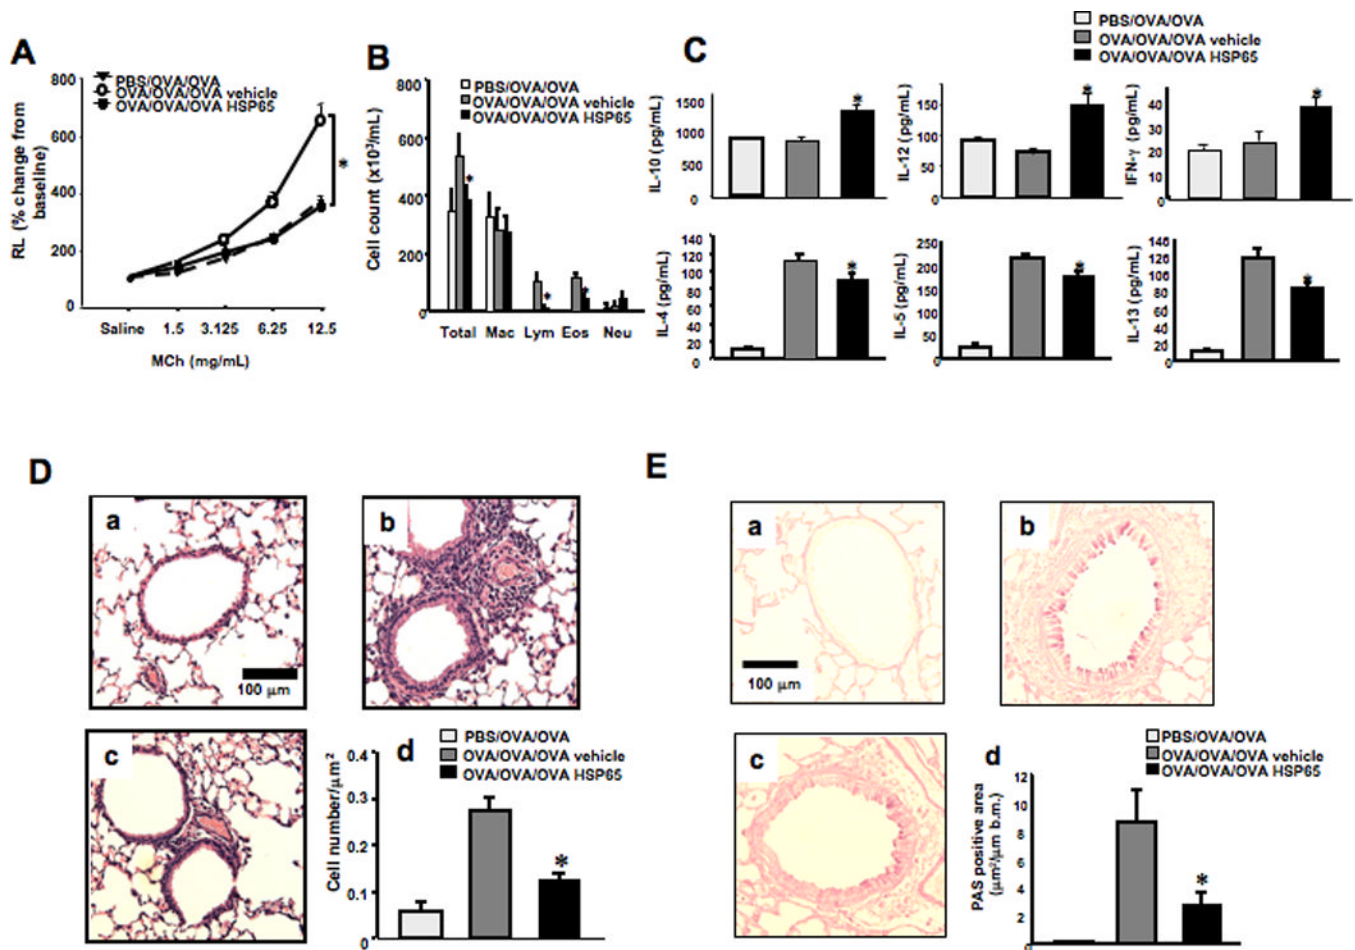 A
800
600
400
200
0
RL (% change from
baseline)
PBS/OVA/OVA
OVA/OVA/OVA vehicle
OVA/OVA/OVA HSP65
*
Saline 1.5 3.125 6.25 12.5
MCh (mg/mL)
B
800
600
400
200
0
Cell count (x10³/mL)
PBS/OVA/OVA
OVA/OVA/OVA vehicle
OVA/OVA/OVA HSP65
* * *
Total Mac Lym Eos Neu
C
PBS/OVA/OVA
OVA/OVA/OVA vehicle
OVA/OVA/OVA HSP65
IL-10 (pg/mL)
1500
1000
500
0
*
IL-12 (pg/mL)
150
100
50
0
*
IFN-γ (pg/mL)
40
30
20
10
0
*
IL-4 (pg/mL)
140
120
100
80
60
40
20
0
*
IL-5 (pg/mL)
250
200
150
100
50
0
*
IL-13 (pg/mL)
146
126
106
86
66
40
20
0
*
D
a
100 μm
b
c
d
PBS/OVA/OVA
OVA/OVA/OVA vehicle
OVA/OVA/OVA HSP65
Cell number/μm²
0.4
0.3
0.2
0.1
0
*
E
a
100 μm
b
c
d
PBS/OVA/OVA
OVA/OVA/OVA vehicle
OVA/OVA/OVA HSP65
PAS positive area
(μm²/μm b.m.)
12
10
8
6
4
2
0
*